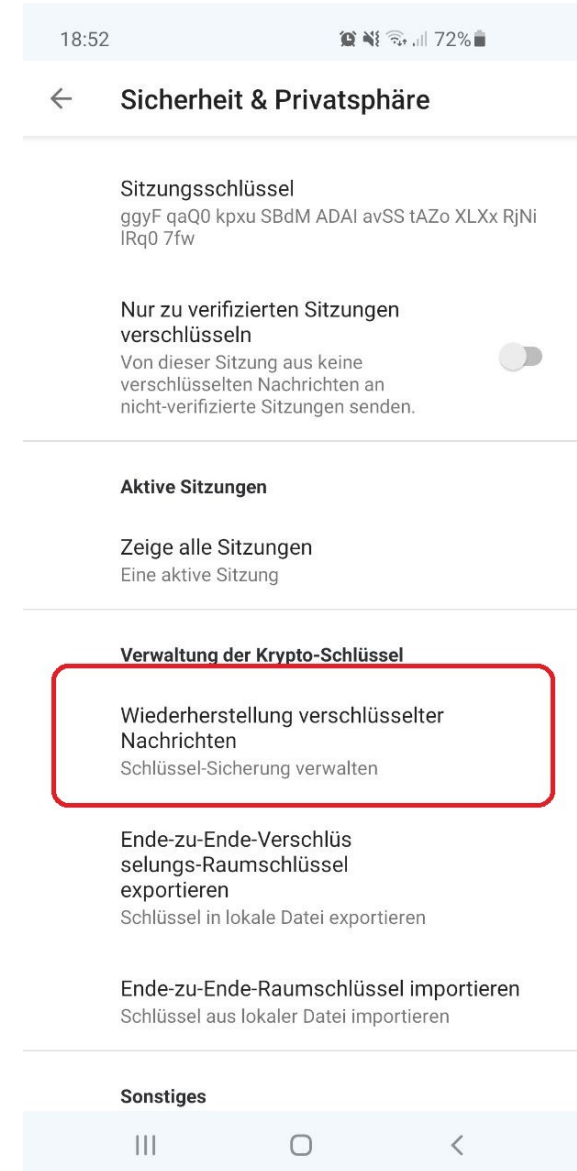 18:52 72%
Sicherheit & Privatsphäre
Sitzungsschlüssel
ggyF qaQ0 kpxu SBdM ADAI avSS tAZo XLXx RjNi
lRq0 7fw
Nur zu verifizierten Sitzungen
verschlüsseln
Von dieser Sitzung aus keine
verschlüsselten Nachrichten an
nicht-verifizierte Sitzungen senden.
Aktive Sitzungen
Zeige alle Sitzungen
Eine aktive Sitzung
Verwaltung der Krypto-Schlüssel
Wiederherstellung verschlüsselter
Nachrichten
Schlüssel-Sicherung verwalten
Ende-zu-Ende-Verschlüs
selungs-Raumschlüssel
exportieren
Schlüssel in lokale Datei exportieren
Ende-zu-Ende-Raumschlüssel importieren
Schlüssel aus lokaler Datei importieren
Sonstiges